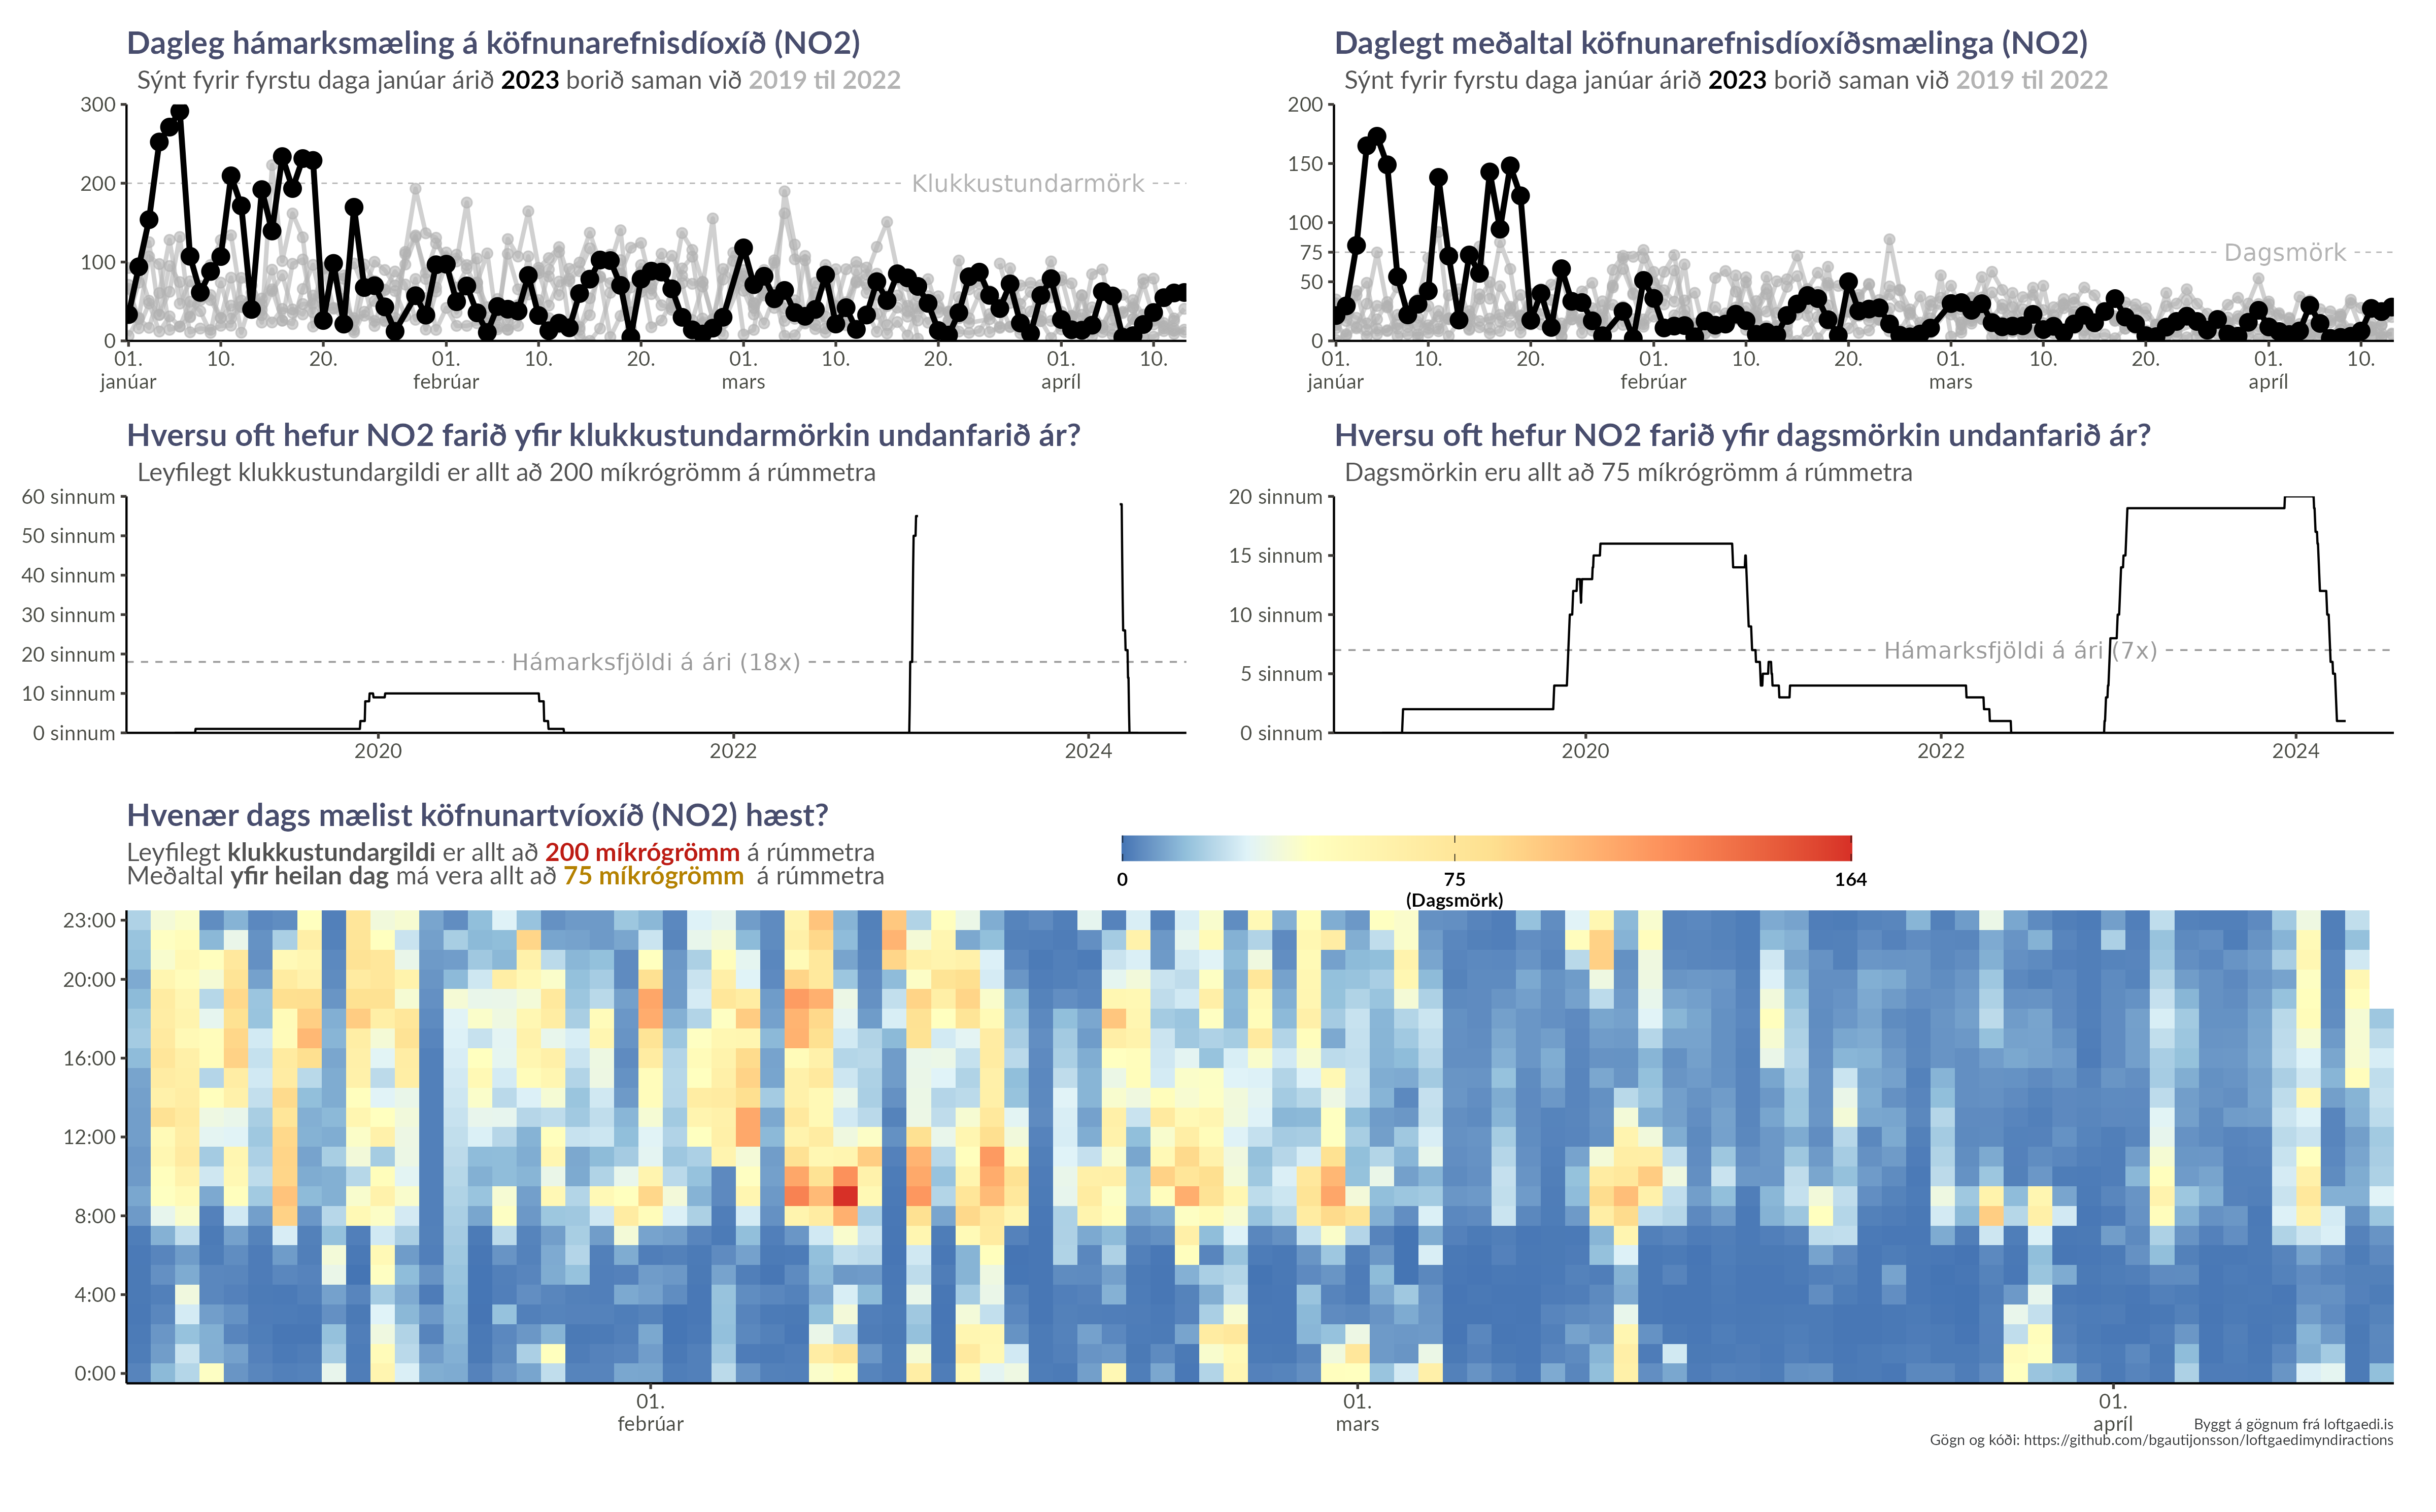 Dagleg hámarksmæling á köfnunarefnisdíoxíð (NO2)
Sýnt fyrir fyrstu daga janúar árið 2023 borið saman við 2019 til 2022
300
200
100
0
Klukkustundarmörk
01. 10. 20. 01. 10. 20. 01. 10. 20. 01. 10.
janúar febrúar mars apríl
Daglegt meðaltal köfnunarefnisdíoxíðsmælinga (NO2)
Sýnt fyrir fyrstu daga janúar árið 2023 borið saman við 2019 til 2022
200
150
100
75
50
0
Dagsmörk
01. 10. 20. 01. 10. 20. 01. 10. 20. 01. 10.
janúar febrúar mars apríl
Hversu oft hefur NO2 farið yfir klukkustundarmörkin undanfarið ár?
Leyfilegt klukkustundargildi er allt að 200 míkrógrömm á rúmmetra
60 sinnum
50 sinnum
40 sinnum
30 sinnum
20 sinnum
10 sinnum
0 sinnum
Hámarksfjöldi á ári (18x)
2020 2022 2024
Hversu oft hefur NO2 farið yfir dagsmörkin undanfarið ár?
Dagsmörkin eru allt að 75 míkrógrömm á rúmmetra
20 sinnum
15 sinnum
10 sinnum
5 sinnum
0 sinnum
Hámarksfjöldi á ári (7x)
2020 2022 2024
Hvenær dags mælist köfnunartvíoxíð (NO2) hæst?
Leyfilegt klukkustundargildi er allt að 200 míkrógrömm á rúmmetra
Meðaltal yfir heilan dag má vera allt að 75 míkrógrömm á rúmmetra
0 75 164
(Dagsmörk)
23:00
20:00
16:00
12:00
8:00
4:00
0:00
01. 01. 01.
febrúar mars apríl
Byggt á gögnum frá loftgaedi.is
Gögn og kóði: https://github.com/bgautijonsson/loftgaedimyndiractions